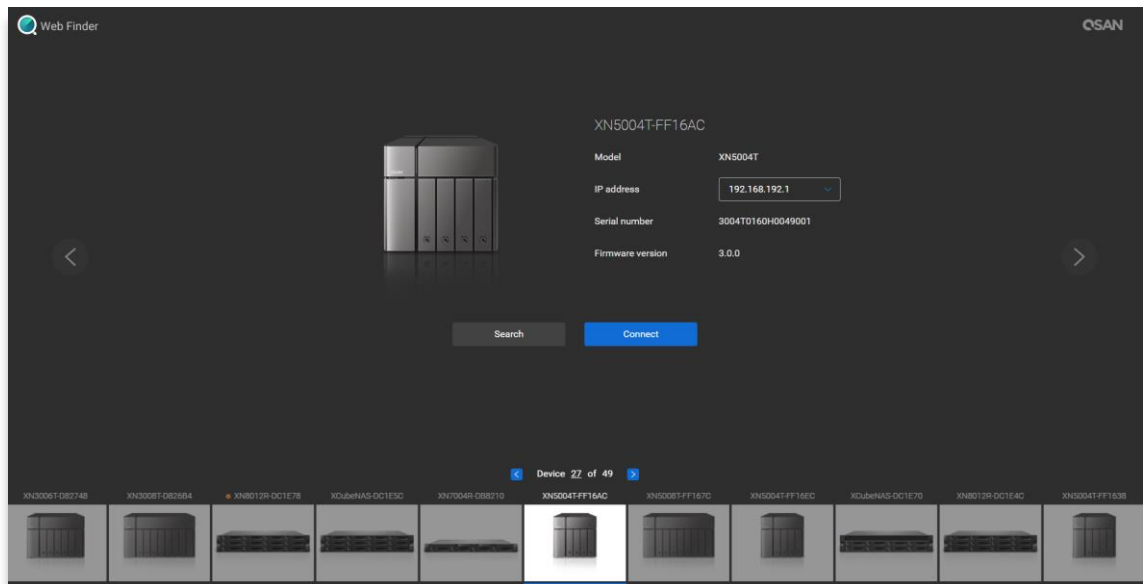 Web Finder
QSAN
XN5004T-FF16AC
Model XN5004T
IP address 192.168.192.1
Serial number 3004T0160H0049001
Firmware version 3.0.0
Search Connect
Device 27 of 49
XN3006T-D82748 XN3008T-D826B4 XN8012R-DC1E78 XCubeNAS-DC1E5C XN7004R-DB8210 XN5004T-FF16AC XN5008T-FF167C XN5004T-FF16EC XCubeNAS-DC1E70 XN8012R-DC1E4C XN5004T-FF1638